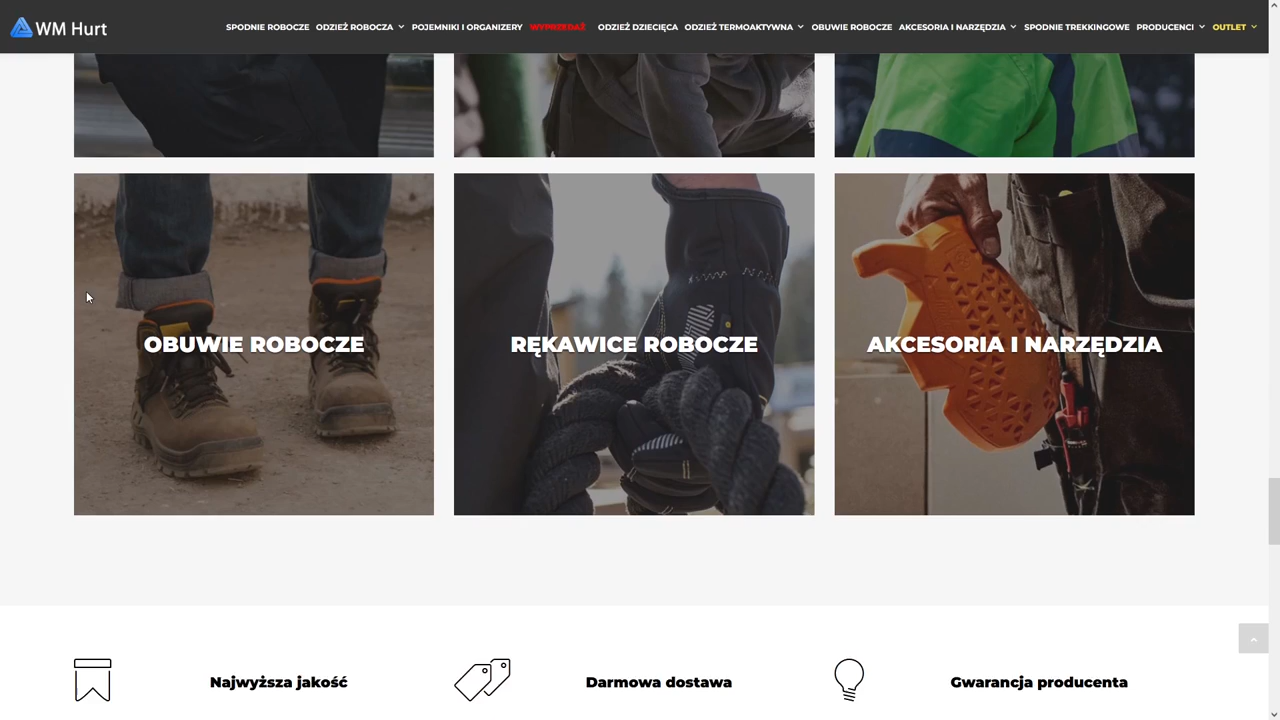 WM Hurt
SPODNIE ROBOCZE ODZIEŻ ROBOCZA POJEMNIKI I ORGANIZERY WYPRZEDAŻ ODZIEŻ DZIECIĘCA ODZIEŻ TERMOAKTYWNA OBUWIE ROBOCZE AKCESORIA I NARZĘDZIA SPODNIE TREKKINGOWE PRODUCENCI OUTLET
OBUWIE ROBOCZE
RĘKAWICE ROBOCZE
AKCESORIA I NARZĘDZIA
Najwyższa jakość
Darmowa dostawa
Gwarancja producenta